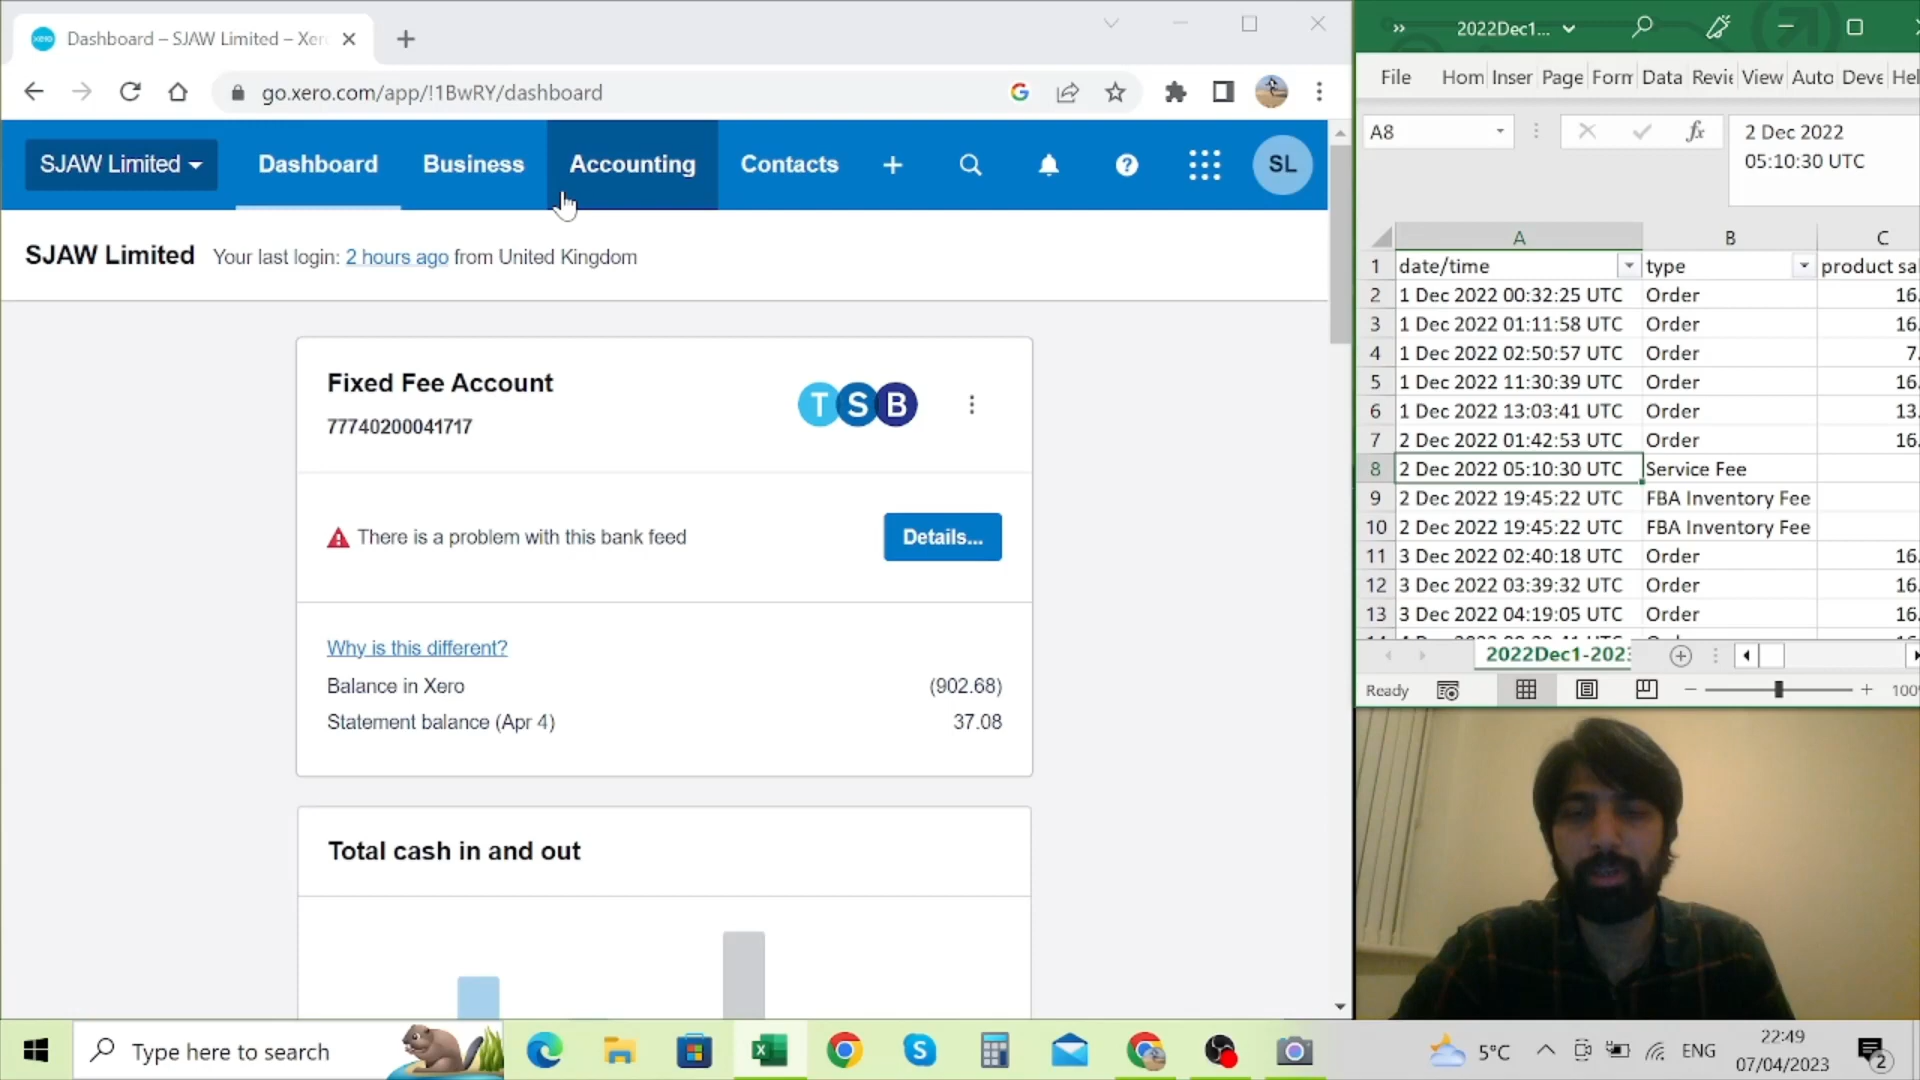 Dashboard – SJAW Limited – Xer
go.xero.com/app/!1BwRY/dashboard
SJAW Limited
Dashboard
Business
Accounting
Contacts
SL
SJAW Limited
Your last login: 2 hours ago from United Kingdom
Fixed Fee Account
77740200041717
TSB
There is a problem with this bank feed
Details...
Why is this different?
Balance in Xero (902.68)
Statement balance (Apr 4) 37.08
Total cash in and out
2022Dec1...
File Hom Inser Page Form Data Revie View Auto Deve Hel
A8
fx
2 Dec 2022
05:10:30 UTC
A B C
1 date/time type product sa
2 1 Dec 2022 00:32:25 UTC Order 16.
3 1 Dec 2022 01:11:58 UTC Order 16.
4 1 Dec 2022 02:50:57 UTC Order 7.
5 1 Dec 2022 11:30:39 UTC Order 16.
6 1 Dec 2022 13:03:41 UTC Order 13.
7 2 Dec 2022 01:42:53 UTC Order 16.
8 2 Dec 2022 05:10:30 UTC Service Fee
9 2 Dec 2022 19:45:22 UTC FBA Inventory Fee
10 2 Dec 2022 19:45:22 UTC FBA Inventory Fee
11 3 Dec 2022 02:40:18 UTC Order 16.
12 3 Dec 2022 03:39:32 UTC Order 16.
13 3 Dec 2022 04:19:05 UTC Order 16.
2022Dec1-202
Ready
100
Type here to search
5°C
ENG
22:49
07/04/2023
2